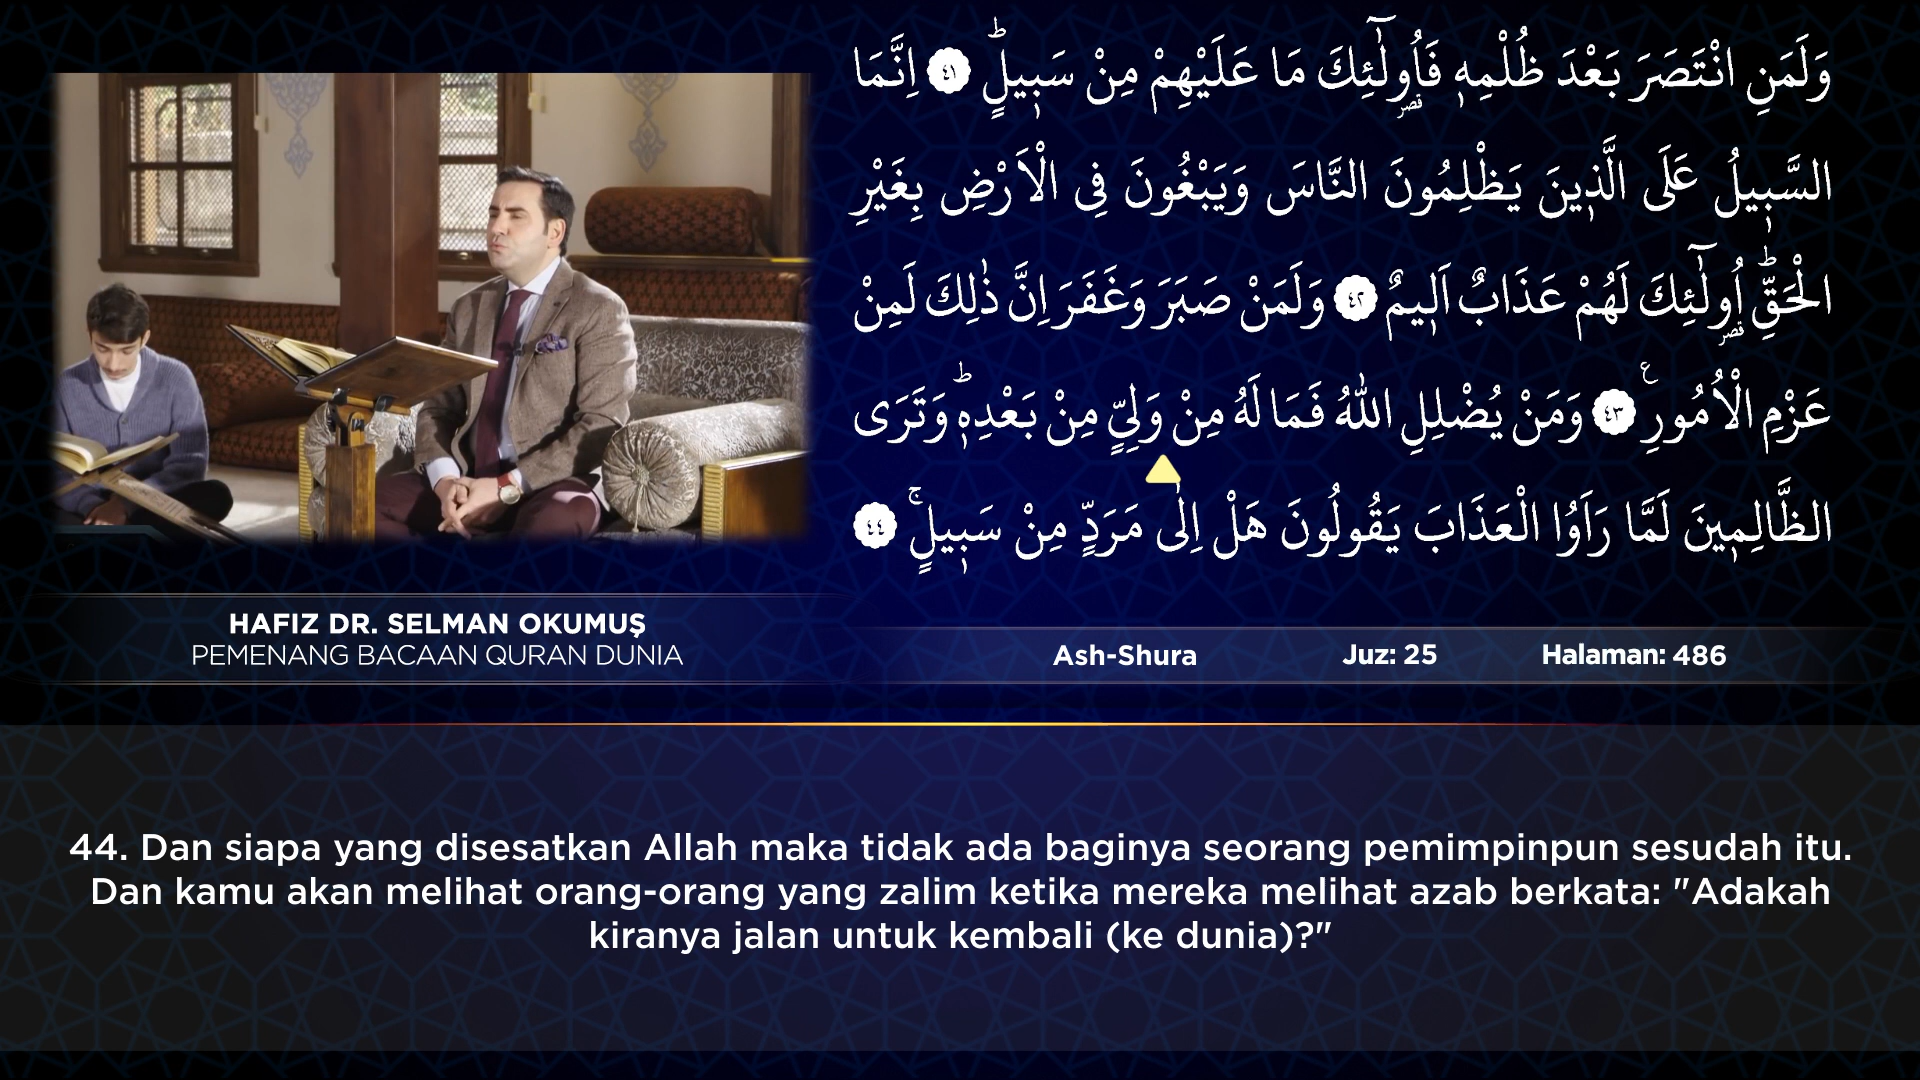 وَلَمَنِ انْتَصَرَ بَعْدَ ظُلْمِهٖ فَاُو۬لٰٓئِكَ مَا عَلَيْهِمْ مِنْ سَبٖيلٍۜ ﴿٤١﴾ اِنَّمَا
السَّبٖيلُ عَلَى الَّذٖينَ يَظْلِمُونَ النَّاسَ وَيَبْغُونَ فِى الْاَرْضِ بِغَيْرِ
الْحَقِّۜ اُو۬لٰٓئِكَ لَهُمْ عَذَابٌ اَلٖيمٌ ﴿٤٢﴾ وَلَمَنْ صَبَرَ وَغَفَرَ اِنَّ ذٰلِكَ لَمِنْ
عَزْمِ الْاُمُورِࣖ ﴿٤٣﴾ وَمَنْ يُضْلِلِ اللّٰهُ فَمَا لَهُ مِنْ وَلِيٍّ مِنْ بَعْدِهٖۜ وَتَرَى
الظَّالِمٖينَ لَمَّا رَاَوُا الْعَذَابَ يَقُولُونَ هَلْ اِلٰى مَرَدٍّ مِنْ سَبٖيلٍۚ ﴿٤٤﴾
HAFIZ DR. SELMAN OKUMUŞ
PEMENANG BACAAN QURAN DUNIA
Ash-Shura Juz: 25 Halaman: 486
44. Dan siapa yang disesatkan Allah maka tidak ada baginya seorang pemimpinpun sesudah itu.
Dan kamu akan melihat orang-orang yang zalim ketika mereka melihat azab berkata: "Adakah
kiranya jalan untuk kembali (ke dunia)?"